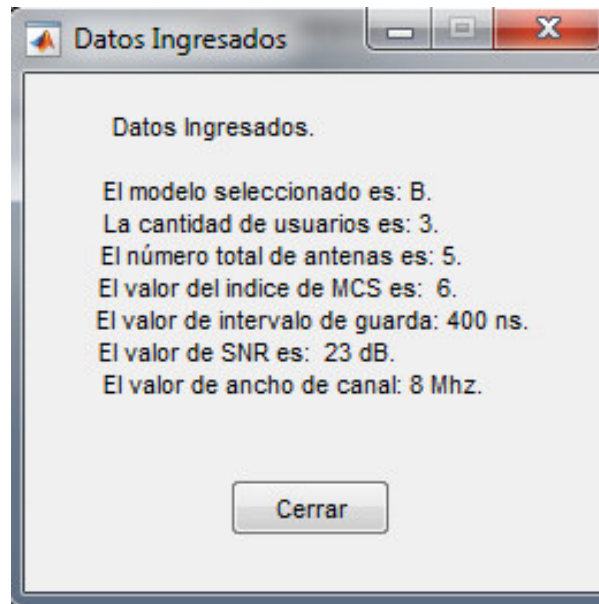 Datos Ingresados
Datos Ingresados.
El modelo seleccionado es: B.
La cantidad de usuarios es: 3.
El número total de antenas es: 5.
El valor del indice de MCS es: 6.
El valor de intervalo de guarda: 400 ns.
El valor de SNR es: 23 dB.
El valor de ancho de canal: 8 Mhz.
Cerrar